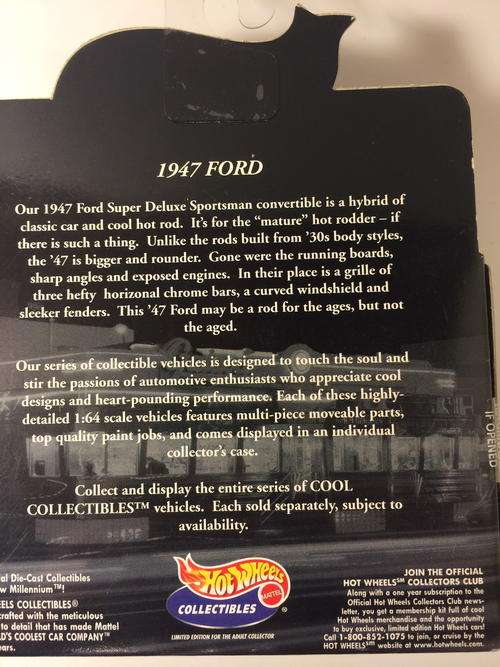 1947 FORD
Our 1947 Ford Super Deluxe Sportsman convertible is a hybrid of
classic car and cool hot rod. It's for the "mature" hot rodder – if
there is such a thing. Unlike the rods built from '30s body styles,
the '47 is bigger and rounder. Gone were the running boards,
sharp angles and exposed engines. In their place is a grille of
three hefty horizonal chrome bars, a curved windshield and
sleeker fenders. This '47 Ford may be a rod for the ages, but not
the aged.
Our series of collectible vehicles is designed to touch the soul and
stir the passions of automotive enthusiasts who appreciate cool
designs and heart-pounding performance. Each of these highly-
detailed 1:64 scale vehicles features multi-piece moveable parts,
top quality paint jobs, and comes displayed in an individual
collector's case.
Collect and display the entire series of COOL
COLLECTIBLES™ vehicles. Each sold separately, subject to
availability.
IF OPENED
al Die-Cast Collectibles
w Millennium™!
ELS COLLECTIBLES®
crafted with the meticulous
to detail that has made Mattel
D'S COOLEST CAR COMPANY™
ears.
HOT WHEELS
MATTEL
COLLECTIBLES ®
LIMITED EDITION FOR THE ADULT COLLECTOR
JOIN THE OFFICIAL
HOT WHEELS℠ COLLECTORS CLUB
Along with a one year subscription to the
Official Hot Wheels Collectors Club news-
letter, you get a membership kit full of cool
Hot Wheels merchandise and the opportunity
to buy exclusive, limited edition Hot Wheels cars!
Call 1-800-852-1075 to join, or cruise by the
HOT WHEELS℠ website at www.hotwheels.com.